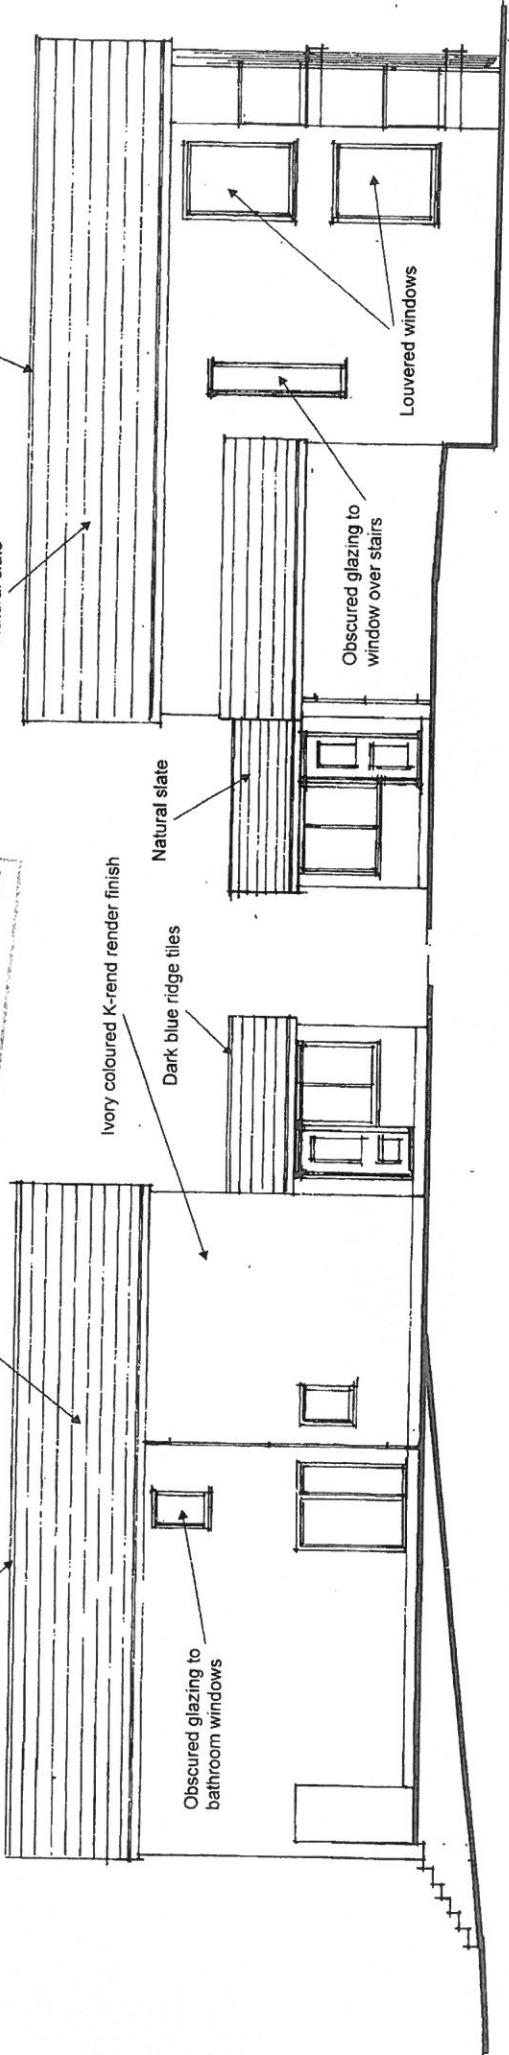 Obscured glazing to
bathroom windows
Ivory coloured K-rend render finish
Dark blue ridge tiles
Natural slate
Obscured glazing to
window over stairs
Louvered windows